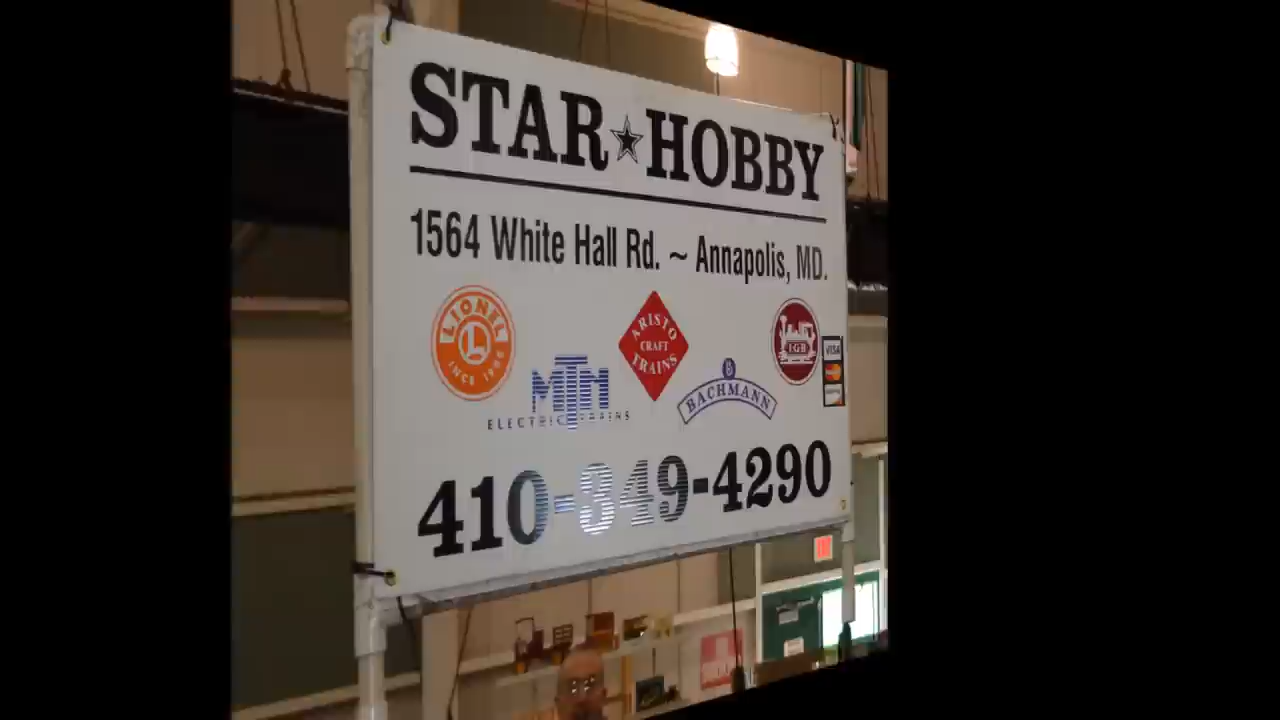 STAR HOBBY
1564 White Hall Rd. ~ Annapolis, MD.
LIONEL
L
SINCE 1900
ARISTO
CRAFT
TRAINS
LGB
VISA
MTH
ELECTRIC TRAINS
B
BACHMANN
410-849-4290